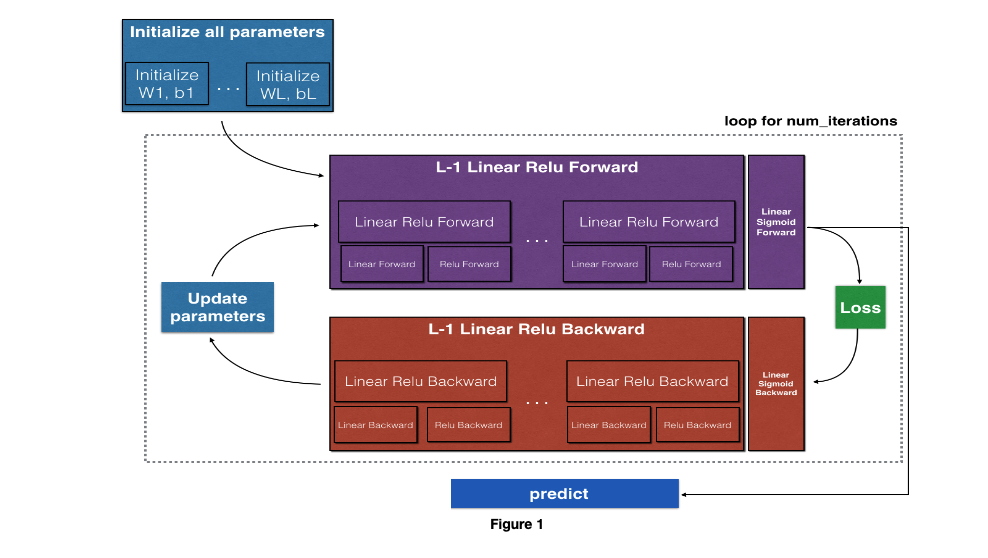 Initialize all parameters
Initialize
W1, b1
. . .
Initialize
WL, bL
loop for num_iterations
L-1 Linear Relu Forward
Linear Relu Forward
. . .
Linear Relu Forward
Linear Forward
Relu Forward
Linear Forward
Relu Forward
Linear
Sigmoid
Forward
Update
parameters
Loss
L-1 Linear Relu Backward
Linear Relu Backward
. . .
Linear Relu Backward
Linear Backward
Relu Backward
Linear Backward
Relu Backward
Linear
Sigmoid
Backward
predict
Figure 1